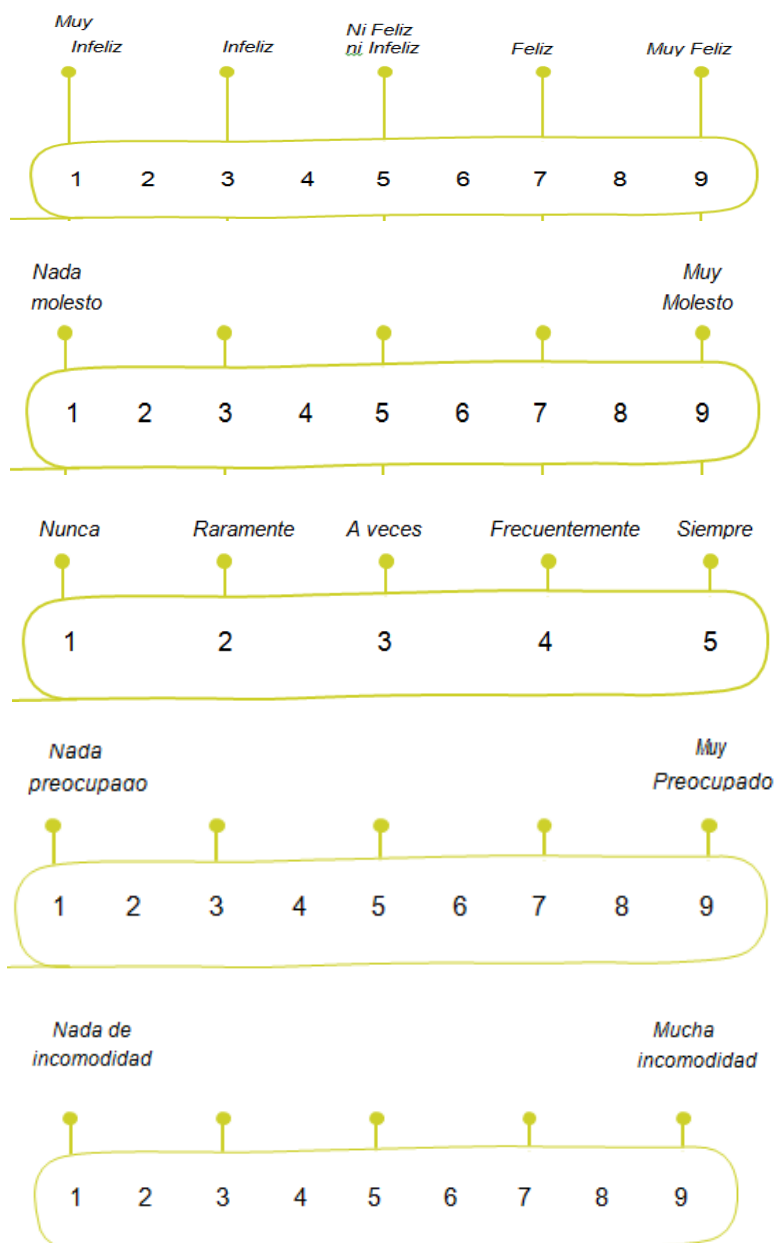 Muy
Infeliz Infeliz Ni Feliz
ni Infeliz Feliz Muy Feliz
1 2 3 4 5 6 7 8 9
Nada Muy
molesto Molesto
1 2 3 4 5 6 7 8 9
Nunca Raramente A veces Frecuentemente Siempre
1 2 3 4 5
Nada Muy
preocupado Preocupado
1 2 3 4 5 6 7 8 9
Nada de Mucha
incomodidad incomodidad
1 2 3 4 5 6 7 8 9